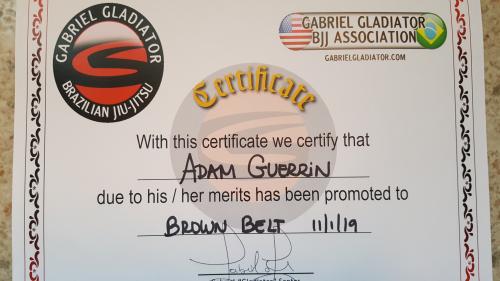 GABRIEL GLADIATOR
BRAZILIAN JIU-JITSU
GABRIEL GLADIATOR
BJJ ASSOCIATION
GABRIELGLADIATOR.COM
Certificate
With this certificate we certify that
ADAM GUERRIN
due to his / her merits has been promoted to
BROWN BELT 11/1/19